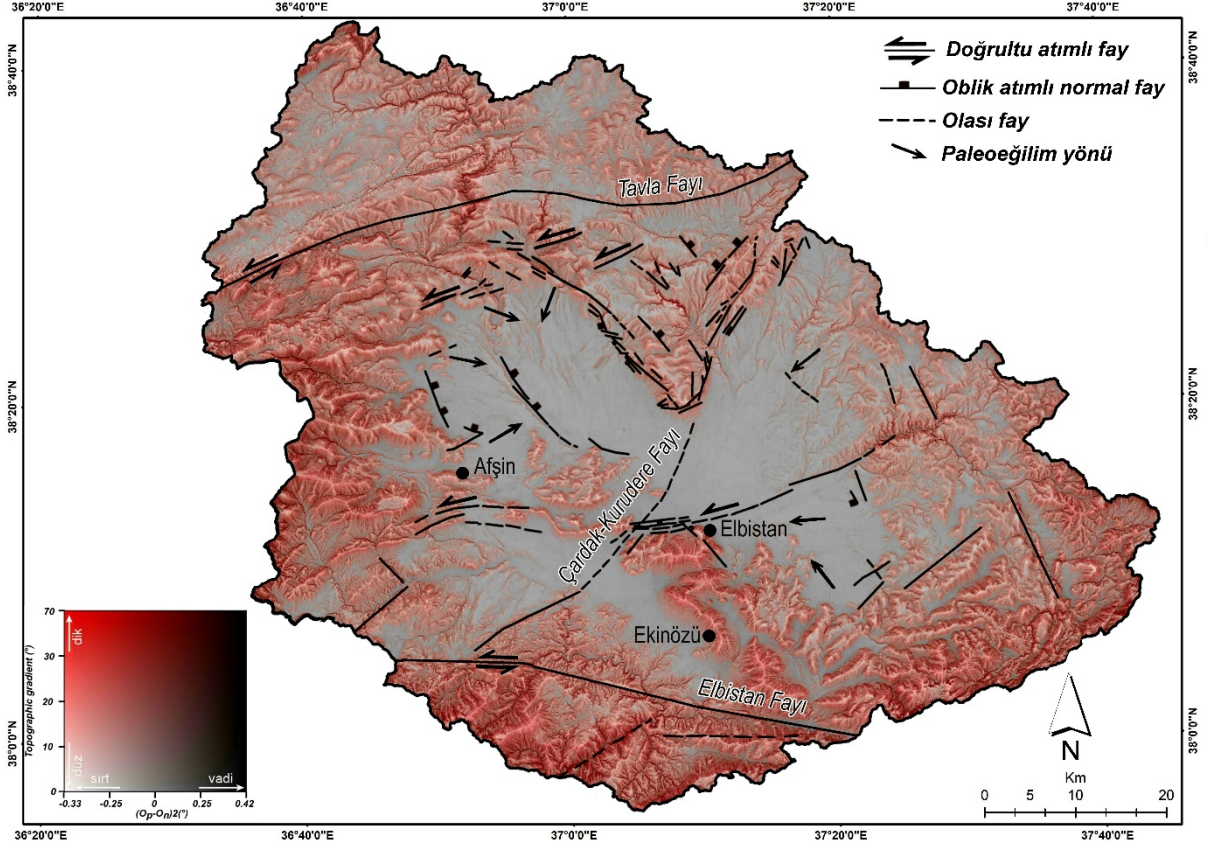 36°20'0"E 36°40'0"E 37°0'0"E 37°20'0"E 37°40'0"E
38°40'0"N
38°40'0"N
Doğrultu atımlı fay
Oblik atımlı normal fay
Olası fay
Paleoeğilim yönü
Tavla Fayı
38°20'0"N
38°20'0"N
Afşin
Çardak-Kurudere Fayı
Elbistan
Ekinözü
Elbistan Fayı
38°0'0"N
38°0'0"N
70
30
20
10
0
Topographic gradient (°)
dik
düz
sırt
vadi
-0.33 -0.25 0 0.25 0.42
(Op-On)2(°)
N
Km
0 5 10 20
36°20'0"E 36°40'0"E 37°0'0"E 37°20'0"E 37°40'0"E